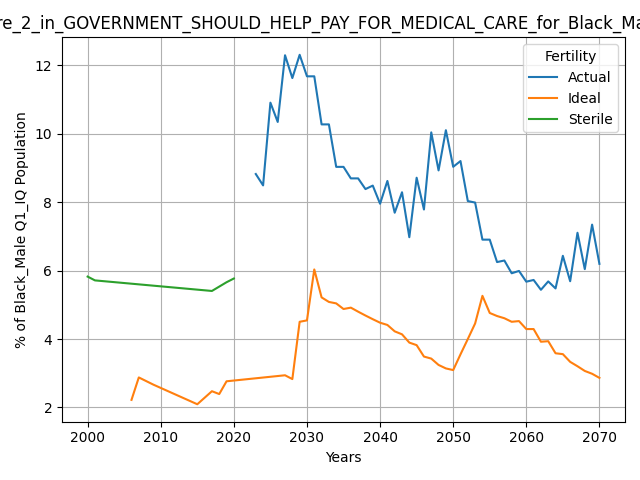 re_2_in_GOVERNMENT_SHOULD_HELP_PAY_FOR_MEDICAL_CARE_for_Black_Ma
Fertility
Actual
Ideal
Sterile
% of Black_Male Q1_IQ Population
12
10
8
6
4
2
2000 2010 2020 2030 2040 2050 2060 2070
Years